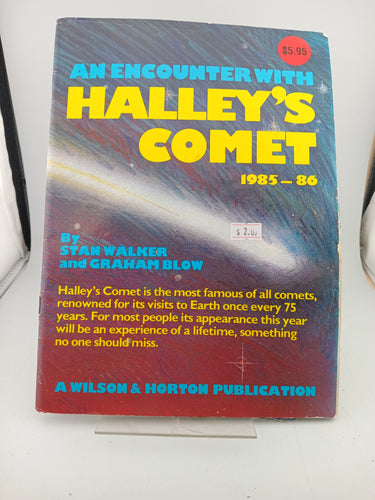 $5.95
AN ENCOUNTER WITH
HALLEY'S
COMET
1985–86
$ 2.00
By
STAN WALKER
and GRAHAM BLOW
Halley's Comet is the most famous of all comets,
renowned for its visits to Earth once every 75
years. For most people its appearance this year
will be an experience of a lifetime, something
no one should miss.
A WILSON & HORTON PUBLICATION